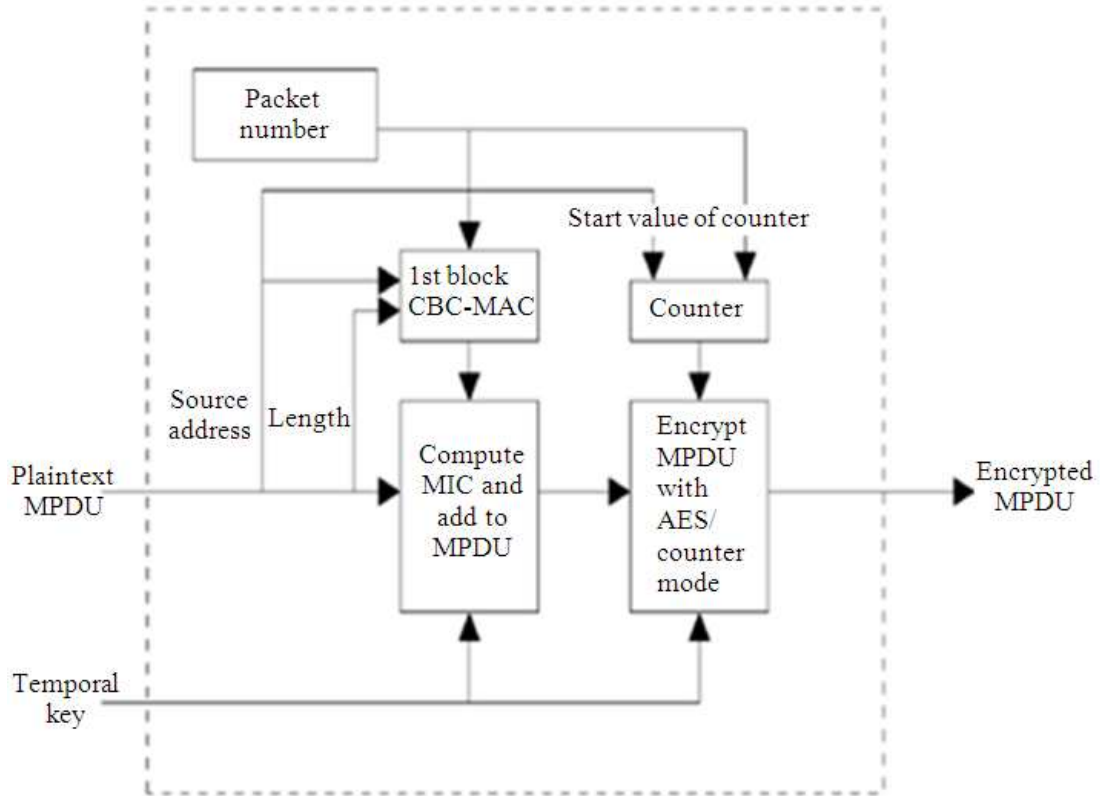 Packet
number
Start value of counter
1st block
CBC-MAC
Counter
Source
address
Length
Plaintext
MPDU
Compute
MIC and
add to
MPDU
Encrypt
MPDU
with
AES/
counter
mode
Encrypted
MPDU
Temporal
key